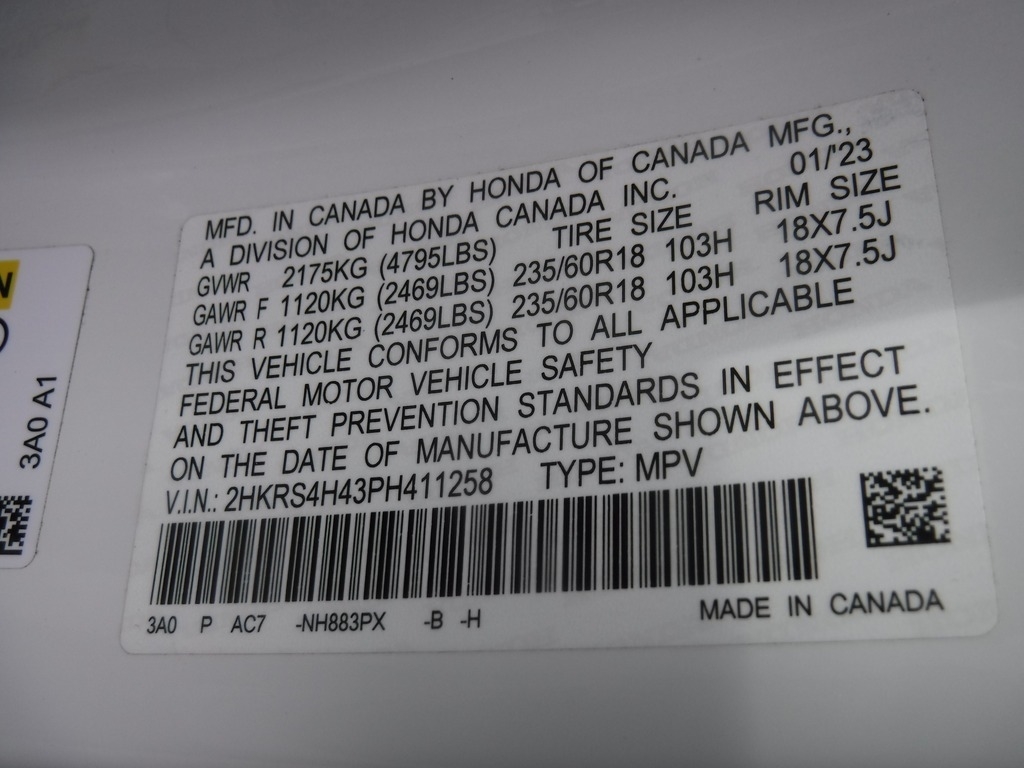 MFD. IN CANADA BY HONDA OF CANADA MFG.,
A DIVISION OF HONDA CANADA INC. 01/'23
GVWR 2175KG (4795LBS) TIRE SIZE RIM SIZE
GAWR F 1120KG (2469LBS) 235/60R18 103H 18X7.5J
GAWR R 1120KG (2469LBS) 235/60R18 103H 18X7.5J
THIS VEHICLE CONFORMS TO ALL APPLICABLE
FEDERAL MOTOR VEHICLE SAFETY
AND THEFT PREVENTION STANDARDS IN EFFECT
ON THE DATE OF MANUFACTURE SHOWN ABOVE.
V.I.N.: 2HKRS4H43PH411258 TYPE: MPV
3A0 P AC7 -NH883PX -B -H MADE IN CANADA
N
3A0 A1